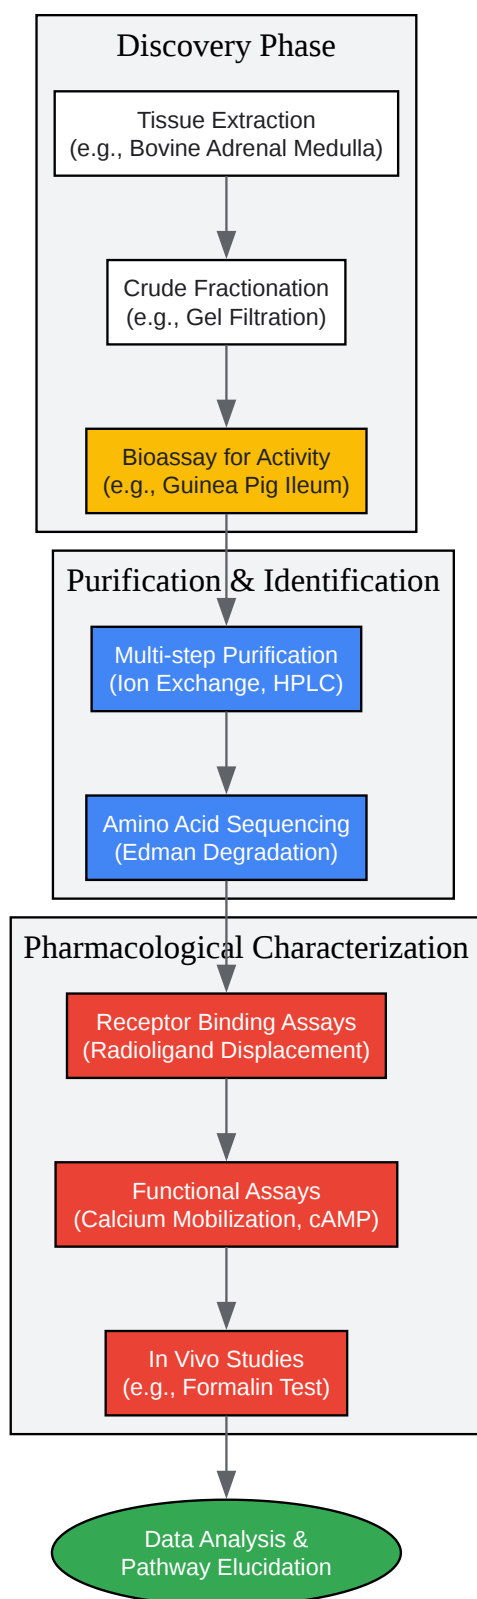 Discovery Phase
Tissue Extraction
(e.g., Bovine Adrenal Medulla)
Crude Fractionation
(e.g., Gel Filtration)
Bioassay for Activity
(e.g., Guinea Pig Ileum)
Purification & Identification
Multi-step Purification
(Ion Exchange, HPLC)
Amino Acid Sequencing
(Edman Degradation)
Pharmacological Characterization
Receptor Binding Assays
(Radioligand Displacement)
Functional Assays
(Calcium Mobilization, cAMP)
In Vivo Studies
(e.g., Formalin Test)
Data Analysis &
Pathway Elucidation